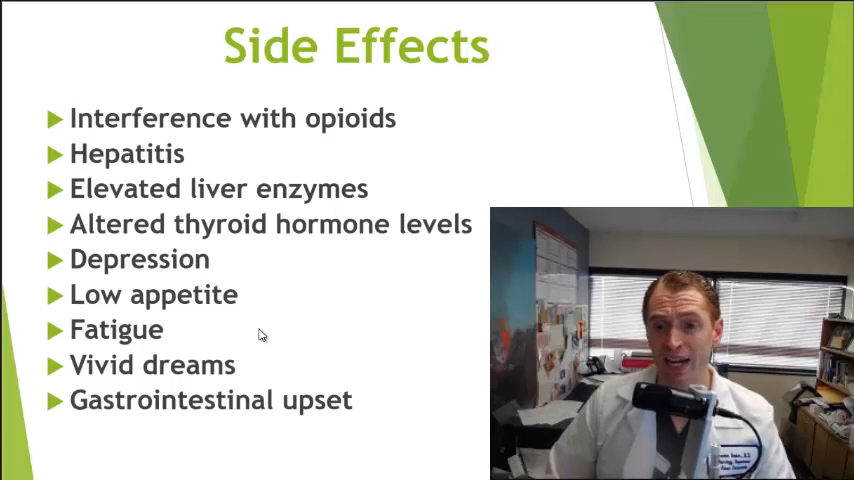 Side Effects
Interference with opioids
Hepatitis
Elevated liver enzymes
Altered thyroid hormone levels
Depression
Low appetite
Fatigue
Vivid dreams
Gastrointestinal upset